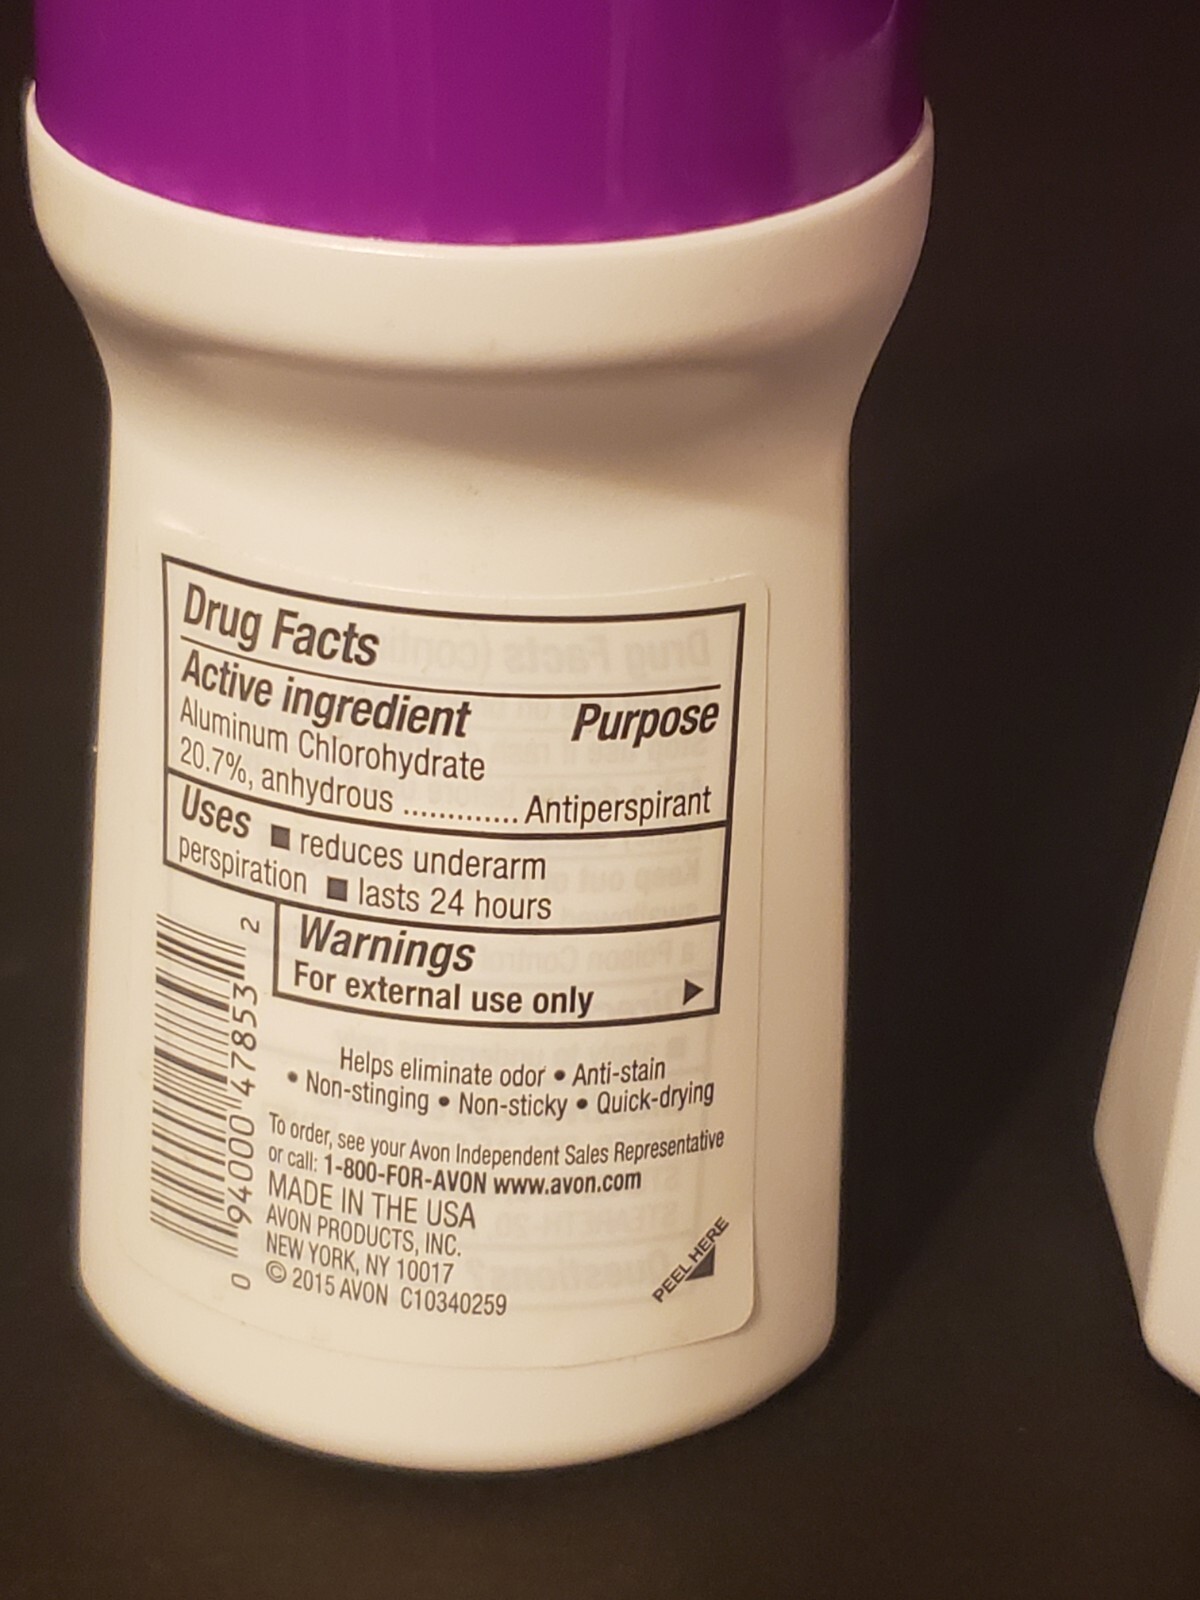 Drug Facts
Active ingredient Purpose
Aluminum Chlorohydrate
20.7%, anhydrous ............. Antiperspirant
Uses ■ reduces underarm
perspiration ■ lasts 24 hours
Warnings
For external use only ▶
0 94000 47853 2
Helps eliminate odor • Anti-stain
• Non-stinging • Non-sticky • Quick-drying
To order, see your Avon Independent Sales Representative
or call: 1-800-FOR-AVON www.avon.com
MADE IN THE USA
AVON PRODUCTS, INC.
NEW YORK, NY 10017
© 2015 AVON C10340259
PEEL HERE